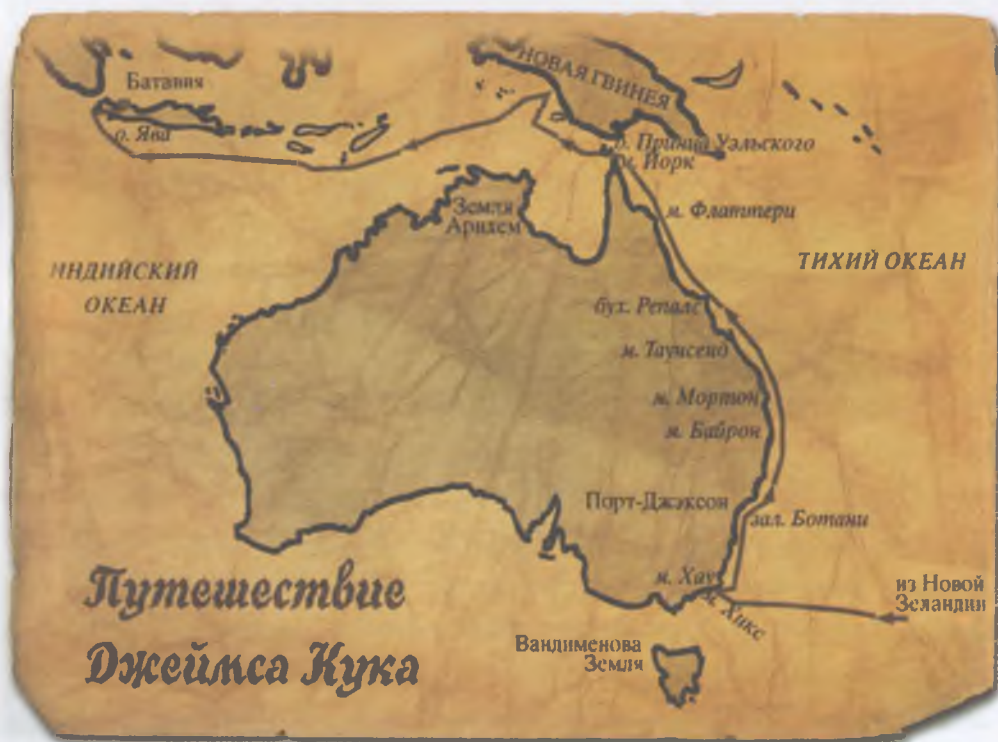 НОВАЯ ГВИНЕЯ
Батавия
о. Ява
о. Принца Уэльского
м. Йорк
Земля
Арнхем
м. Флаттери
ИНДИЙСКИЙ
ОКЕАН
ТИХИЙ ОКЕАН
бух. Репалс
м. Таунсенд
м. Мортон
м. Байрон
Порт-Джэксон
зал. Ботани
м. Хау
м. Хикс
из Новой
Зеландии
Путешествие
Джеймса Кука
Вандименова
Земля